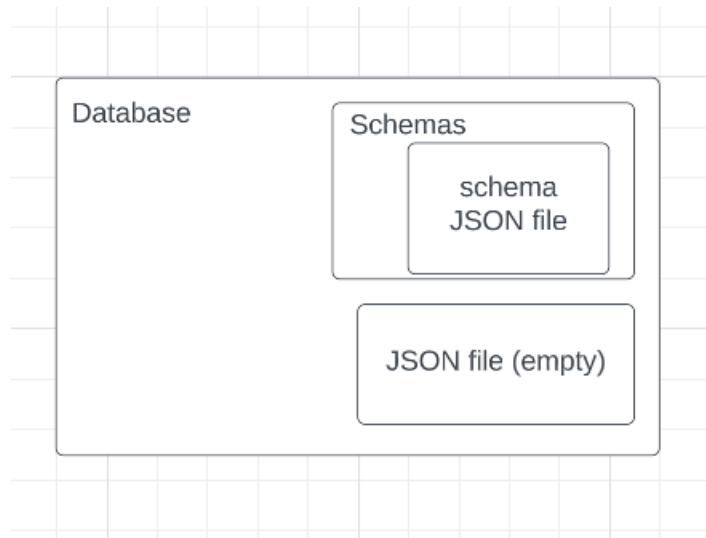 Database
Schemas
schema
JSON file
JSON file (empty)